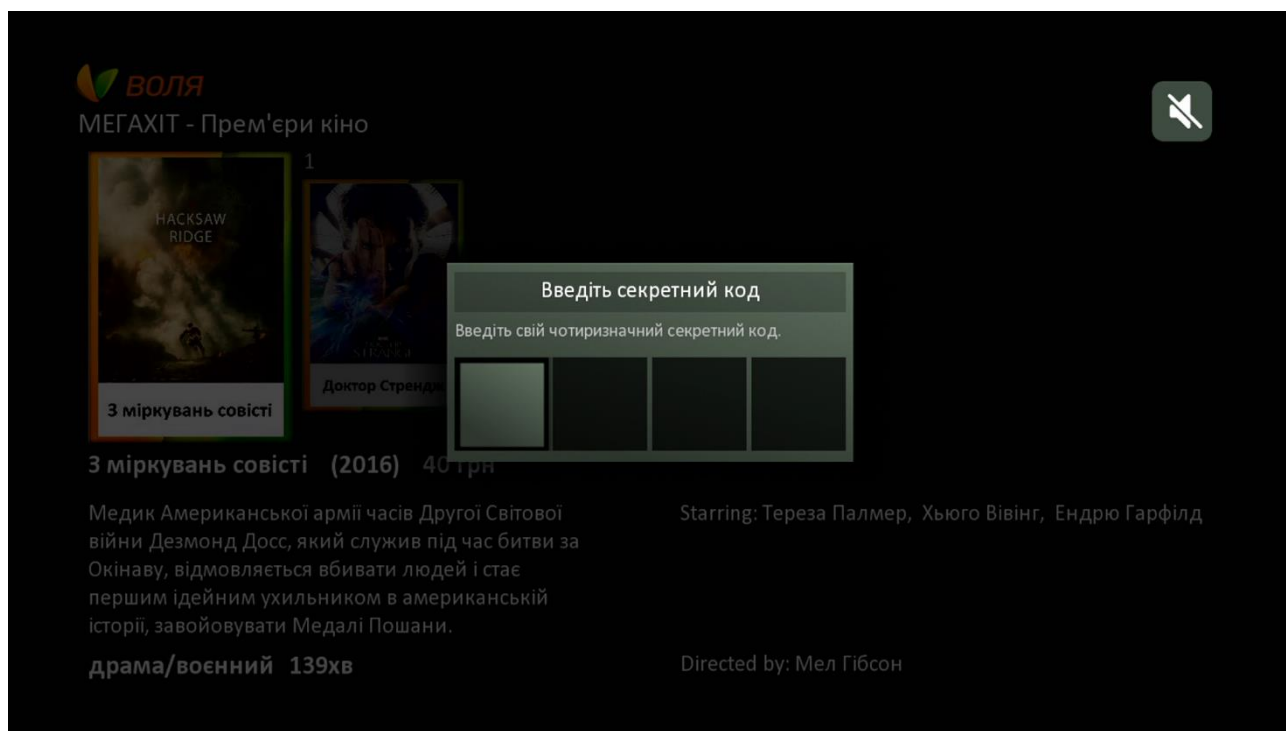 воля
МЕГАХІТ - Прем'єри кіно
1
HACKSAW
RIDGE
З міркувань совісті
STRANGE
Доктор Стрендж
Введіть секретний код
Введіть свій чотиризначний секретний код.
З міркувань совісті (2016) 40 грн
Медик Американської армії часів Другої Світової
війни Дезмонд Досс, який служив під час битви за
Окінаву, відмовляється вбивати людей і стає
першим ідейним ухильником в американській
історії, завойовувати Медалі Пошани.
драма/воєнний 139хв
Starring: Тереза Палмер, Хьюго Вівінг, Ендрю Гарфілд
Directed by: Мел Гібсон